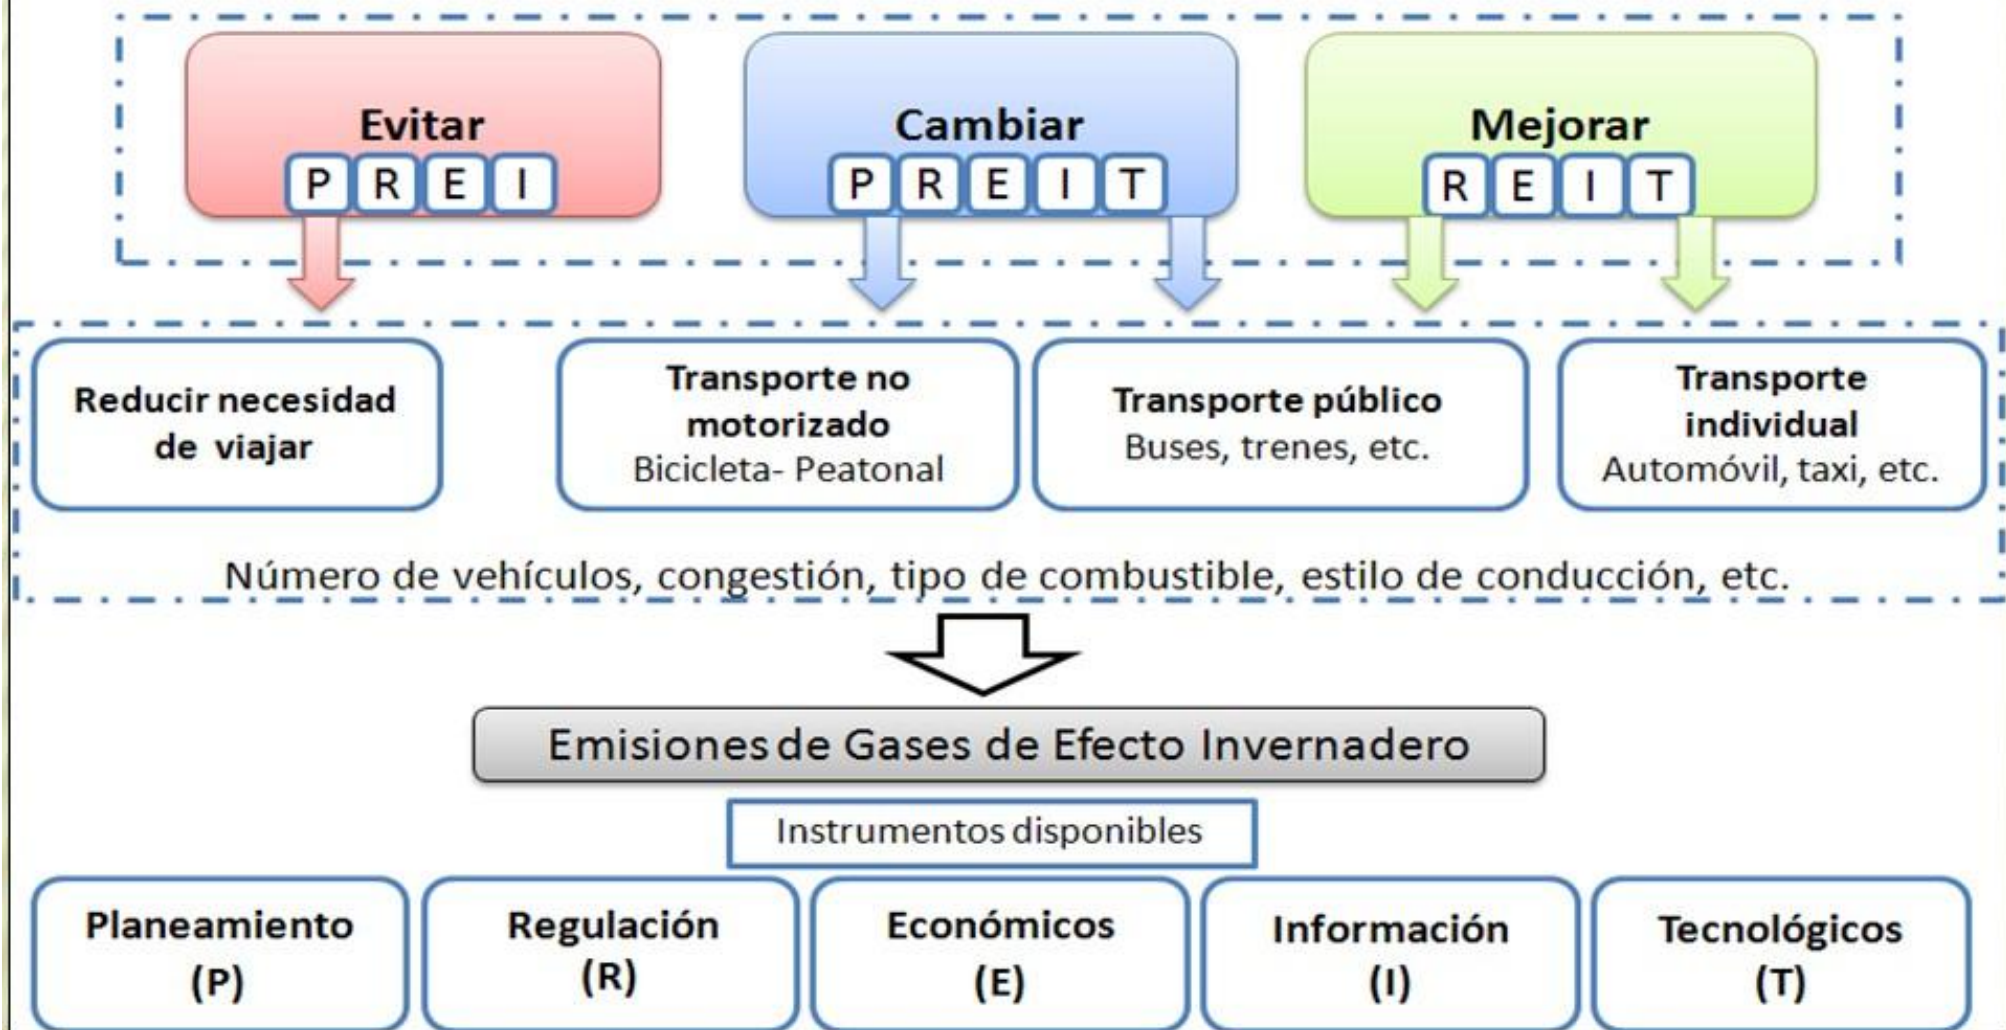 Evitar
P R E I
Cambiar
P R E I T
Mejorar
R E I T
Reducir necesidad
de viajar
Transporte no
motorizado
Bicicleta- Peatonal
Transporte público
Buses, trenes, etc.
Transporte
individual
Automóvil, taxi, etc.
Número de vehículos, congestión, tipo de combustible, estilo de conducción, etc.
Emisiones de Gases de Efecto Invernadero
Instrumentos disponibles
Planeamiento
(P)
Regulación
(R)
Económicos
(E)
Información
(I)
Tecnológicos
(T)